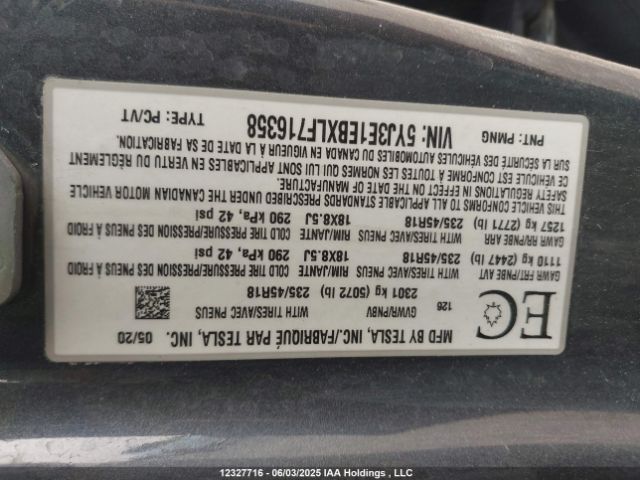 MFD BY TESLA, INC./FABRIQUÉ PAR TESLA, INC. 05/20
EC
126
GVWR/PNBV WITH TIRES/AVEC PNEUS
2301 kg (5072 lb) 235/45R18
GAWR FRT/PNBE AVT WITH TIRES/AVEC PNEUS RIM/JANTE COLD TIRE PRESSURE/PRESSION DES PNEUS À FROID
1110 kg (2447 lb) 235/45R18 18X8.5J 290 kPa, 42 psi
GAWR RR/PNBE ARR WITH TIRES/AVEC PNEUS RIM/JANTE COLD TIRE PRESSURE/PRESSION DES PNEUS À FROID
1257 kg (2771 lb) 235/45R18 18X8.5J 290 kPa, 42 psi
THIS VEHICLE CONFORMS TO ALL APPLICABLE STANDARDS PRESCRIBED UNDER THE CANADIAN MOTOR VEHICLE
SAFETY REGULATIONS IN EFFECT ON THE DATE OF MANUFACTURE.
CE VÉHICULE EST CONFORME À TOUTES LES NORMES QUI LUI SONT APPLICABLES EN VERTU DU RÈGLEMENT
SUR LA SÉCURITÉ DES VÉHICULES AUTOMOBILES DU CANADA EN VIGUEUR À LA DATE DE SA FABRICATION.
PNT: PMNG VIN: 5YJ3E1EBXLF716358 TYPE: PC/VT
12327716 - 06/03/2025 IAA Holdings , LLC